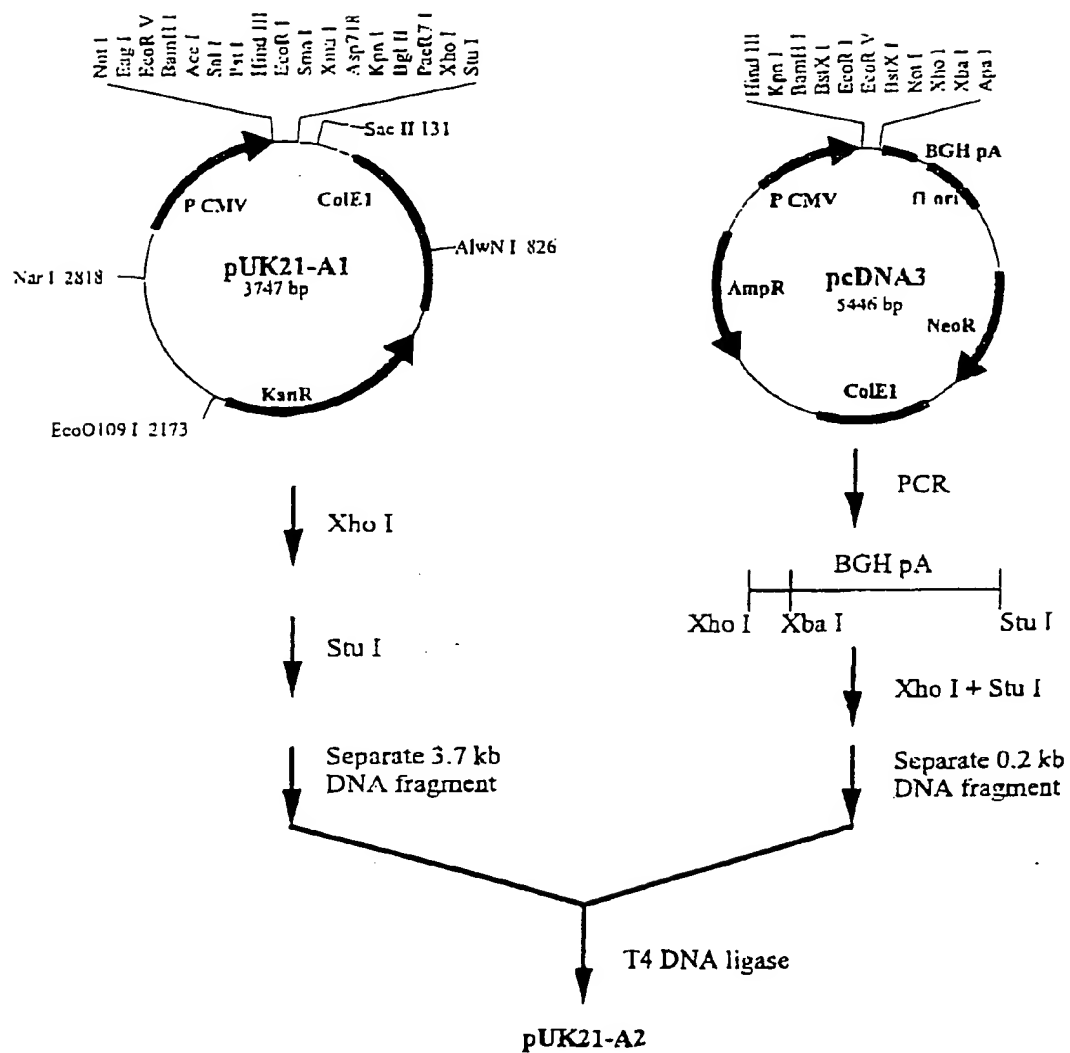 Not I
Eag I
EcoR V
BamH I
Acc I
Sal I
Pst I
Hind III
EcoR I
Sma I
Xma I
Asp718
Kpn I
Bgl II
PaeR7 I
Xho I
Stu I
Sac II 131
P CMV
ColE1
AlwN I 826
Nar I 2818
pUK21-A1
3747 bp
KanR
EcoO109 I 2173
Hind III
Kpn I
BamH I
BstX I
EcoR I
EcoR V
BstX I
Not I
Xho I
Xba I
Apa I
BGH pA
P CMV
f1 ori
pcDNA3
5446 bp
AmpR
NeoR
ColE1
Xho I
Stu I
Separate 3.7 kb
DNA fragment
PCR
BGH pA
Xho I
Xba I
Stu I
Xho I + Stu I
Separate 0.2 kb
DNA fragment
T4 DNA ligase
pUK21-A2